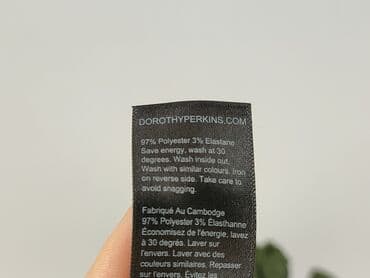 DOROTHYPERKINS.COM
97% Polyester 3% Elastane
Save energy, wash at 30
degrees. Wash inside out.
Wash with similar colours. Iron
on reverse side. Take care to
avoid snagging.
Fabriqué Au Cambodge
97% Polyester 3% Élasthanne
Économisez de l'énergie, lavez
à 30 degrés. Laver sur
l'envers. Laver avec des
couleurs similaires. Repasser
sur l'envers. Évitez les